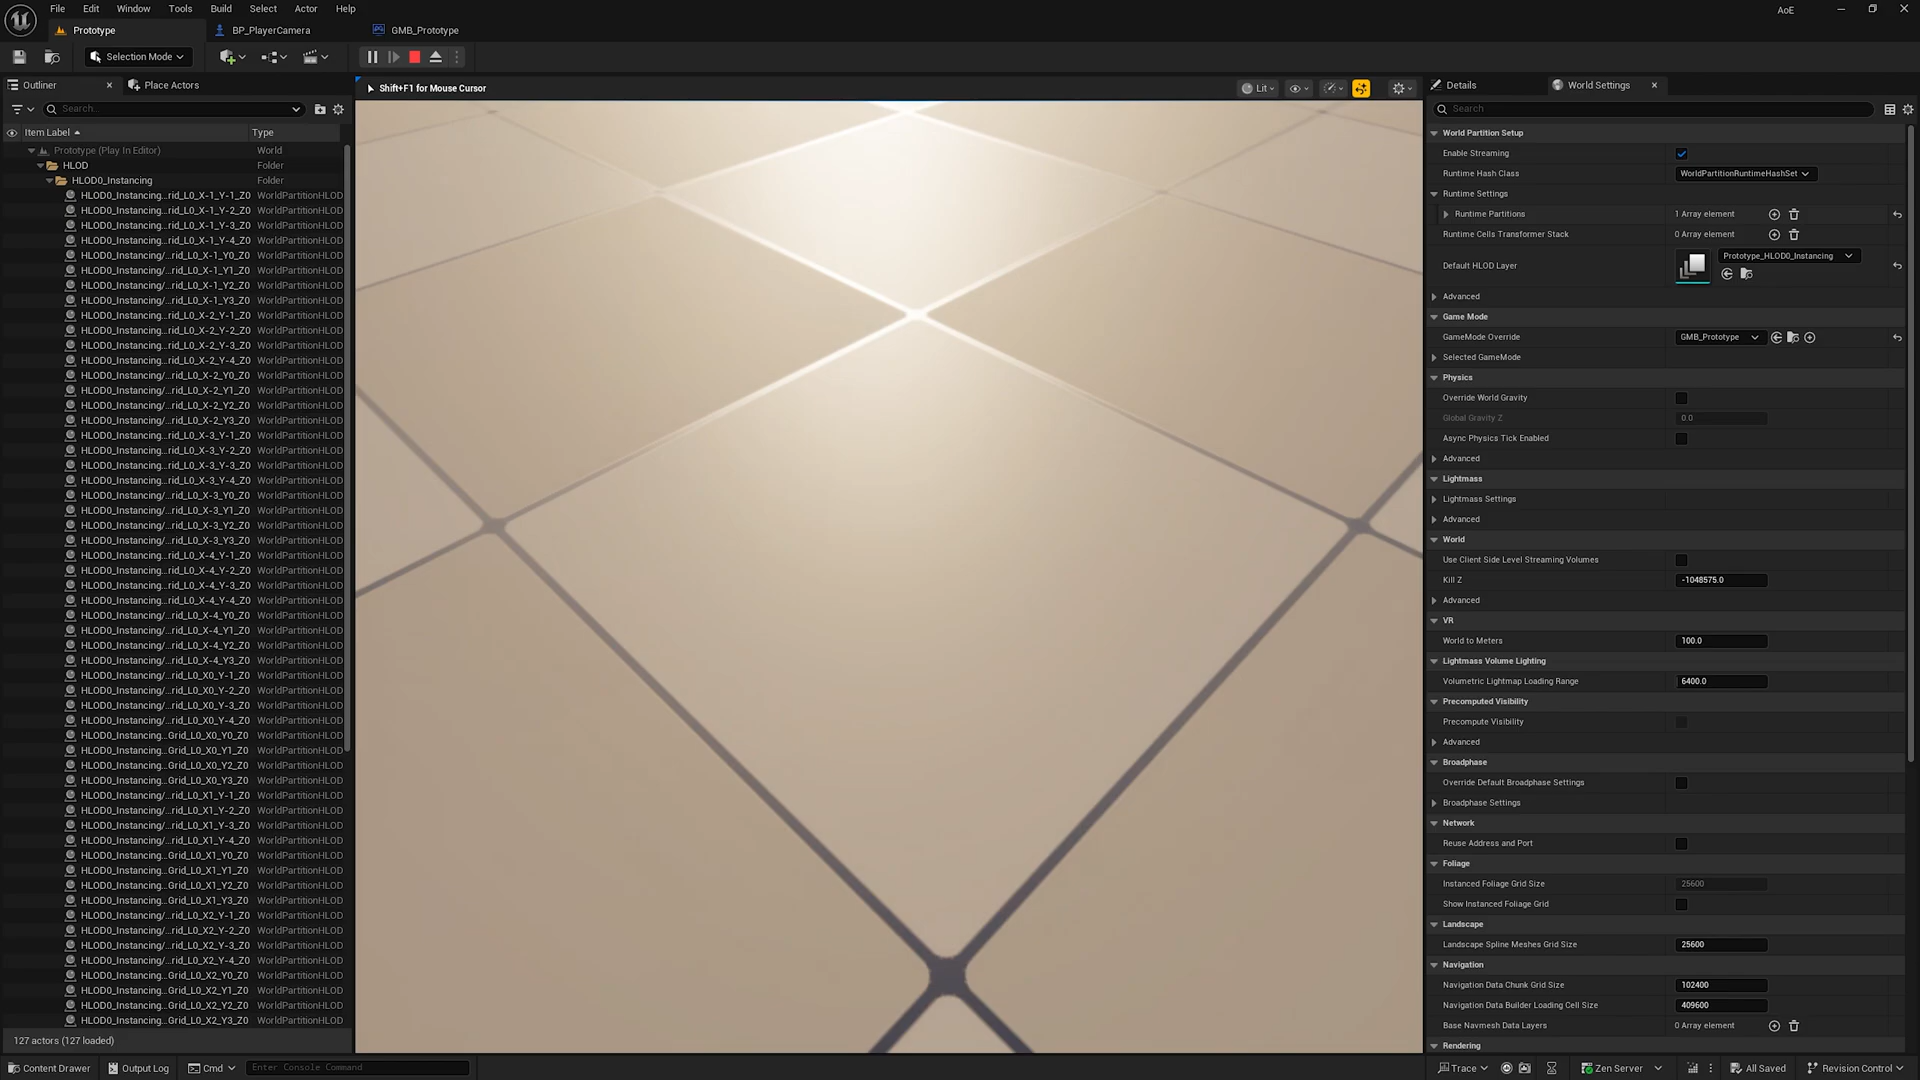 File Edit Window Tools Build Select Actor Help
AoE
Prototype BP_PlayerCamera GMB_Prototype
Selection Mode
Outliner Place Actors
Shift+F1 for Mouse Cursor
Lit
Details World Settings
Search...
Search
Item Label Type
Prototype (Play In Editor) World
HLOD Folder
HLOD0_Instancing Folder
HLOD0_Instancing...rid_L0_X-1_Y-1_Z0 WorldPartitionHLOD
HLOD0_Instancing/...rid_L0_X-1_Y-2_Z0 WorldPartitionHLOD
HLOD0_Instancing/...rid_L0_X-1_Y-3_Z0 WorldPartitionHLOD
HLOD0_Instancing/...rid_L0_X-1_Y-4_Z0 WorldPartitionHLOD
HLOD0_Instancing...rid_L0_X-1_Y0_Z0 WorldPartitionHLOD
HLOD0_Instancing...rid_L0_X-1_Y1_Z0 WorldPartitionHLOD
HLOD0_Instancing/...rid_L0_X-1_Y2_Z0 WorldPartitionHLOD
HLOD0_Instancing/...rid_L0_X-1_Y3_Z0 WorldPartitionHLOD
HLOD0_Instancing/...rid_L0_X-2_Y-1_Z0 WorldPartitionHLOD
HLOD0_Instancing/...rid_L0_X-2_Y-2_Z0 WorldPartitionHLOD
HLOD0_Instancing/...rid_L0_X-2_Y-3_Z0 WorldPartitionHLOD
HLOD0_Instancing/...rid_L0_X-2_Y-4_Z0 WorldPartitionHLOD
HLOD0_Instancing/...rid_L0_X-2_Y0_Z0 WorldPartitionHLOD
HLOD0_Instancing/...rid_L0_X-2_Y1_Z0 WorldPartitionHLOD
HLOD0_Instancing/...rid_L0_X-2_Y2_Z0 WorldPartitionHLOD
HLOD0_Instancing/...rid_L0_X-2_Y3_Z0 WorldPartitionHLOD
HLOD0_Instancing/...rid_L0_X-3_Y-1_Z0 WorldPartitionHLOD
HLOD0_Instancing/...rid_L0_X-3_Y-2_Z0 WorldPartitionHLOD
HLOD0_Instancing/...rid_L0_X-3_Y-3_Z0 WorldPartitionHLOD
HLOD0_Instancing/...rid_L0_X-3_Y-4_Z0 WorldPartitionHLOD
HLOD0_Instancing/...rid_L0_X-3_Y0_Z0 WorldPartitionHLOD
HLOD0_Instancing/...rid_L0_X-3_Y1_Z0 WorldPartitionHLOD
HLOD0_Instancing/...rid_L0_X-3_Y2_Z0 WorldPartitionHLOD
HLOD0_Instancing/...rid_L0_X-3_Y3_Z0 WorldPartitionHLOD
HLOD0_Instancing/...rid_L0_X-4_Y-1_Z0 WorldPartitionHLOD
HLOD0_Instancing/...rid_L0_X-4_Y-2_Z0 WorldPartitionHLOD
HLOD0_Instancing/...rid_L0_X-4_Y-3_Z0 WorldPartitionHLOD
HLOD0_Instancing/...rid_L0_X-4_Y-4_Z0 WorldPartitionHLOD
HLOD0_Instancing/...rid_L0_X-4_Y0_Z0 WorldPartitionHLOD
HLOD0_Instancing/...rid_L0_X-4_Y1_Z0 WorldPartitionHLOD
HLOD0_Instancing/...rid_L0_X-4_Y2_Z0 WorldPartitionHLOD
HLOD0_Instancing/...rid_L0_X-4_Y3_Z0 WorldPartitionHLOD
HLOD0_Instancing...rid_L0_X0_Y-1_Z0 WorldPartitionHLOD
HLOD0_Instancing...rid_L0_X0_Y-2_Z0 WorldPartitionHLOD
HLOD0_Instancing/...rid_L0_X0_Y-3_Z0 WorldPartitionHLOD
HLOD0_Instancing/...rid_L0_X0_Y-4_Z0 WorldPartitionHLOD
HLOD0_Instancing...Grid_L0_X0_Y0_Z0 WorldPartitionHLOD
HLOD0_Instancing...Grid_L0_X0_Y1_Z0 WorldPartitionHLOD
HLOD0_Instancing...Grid_L0_X0_Y2_Z0 WorldPartitionHLOD
HLOD0_Instancing...Grid_L0_X0_Y3_Z0 WorldPartitionHLOD
HLOD0_Instancing/...rid_L0_X1_Y-1_Z0 WorldPartitionHLOD
HLOD0_Instancing/...rid_L0_X1_Y-2_Z0 WorldPartitionHLOD
HLOD0_Instancing/...rid_L0_X1_Y-3_Z0 WorldPartitionHLOD
HLOD0_Instancing/...rid_L0_X1_Y-4_Z0 WorldPartitionHLOD
HLOD0_Instancing...Grid_L0_X1_Y0_Z0 WorldPartitionHLOD
HLOD0_Instancing...Grid_L0_X1_Y1_Z0 WorldPartitionHLOD
HLOD0_Instancing...Grid_L0_X1_Y2_Z0 WorldPartitionHLOD
HLOD0_Instancing...Grid_L0_X1_Y3_Z0 WorldPartitionHLOD
HLOD0_Instancing/...rid_L0_X2_Y-1_Z0 WorldPartitionHLOD
HLOD0_Instancing/...rid_L0_X2_Y-2_Z0 WorldPartitionHLOD
HLOD0_Instancing/...rid_L0_X2_Y-3_Z0 WorldPartitionHLOD
HLOD0_Instancing/...rid_L0_X2_Y-4_Z0 WorldPartitionHLOD
HLOD0_Instancing...Grid_L0_X2_Y0_Z0 WorldPartitionHLOD
HLOD0_Instancing...Grid_L0_X2_Y1_Z0 WorldPartitionHLOD
HLOD0_Instancing...Grid_L0_X2_Y2_Z0 WorldPartitionHLOD
HLOD0_Instancing...Grid_L0_X2_Y3_Z0 WorldPartitionHLOD
127 actors (127 loaded)
World Partition Setup
Enable Streaming
Runtime Hash Class WorldPartitionRuntimeHashSet
Runtime Settings
Runtime Partitions 1 Array element
Runtime Cells Transformer Stack 0 Array element
Default HLOD Layer Prototype_HLOD0_Instancing
Advanced
Game Mode
GameMode Override GMB_Prototype
Selected GameMode
Physics
Override World Gravity
Global Gravity Z 0.0
Async Physics Tick Enabled
Advanced
Lightmass
Lightmass Settings
Advanced
World
Use Client Side Level Streaming Volumes
Kill Z -1048575.0
Advanced
VR
World to Meters 100.0
Lightmass Volume Lighting
Volumetric Lightmap Loading Range 6400.0
Precomputed Visibility
Precompute Visibility
Advanced
Broadphase
Override Default Broadphase Settings
Broadphase Settings
Network
Reuse Address and Port
Foliage
Instanced Foliage Grid Size 25600
Show Instanced Foliage Grid
Landscape
Landscape Spline Meshes Grid Size 25600
Navigation
Navigation Data Chunk Grid Size 102400
Navigation Data Builder Loading Cell Size 409600
Base Navmesh Data Layers 0 Array element
Rendering
Content Drawer Output Log Cmd Enter Console Command
Trace Zen Server All Saved Revision Control